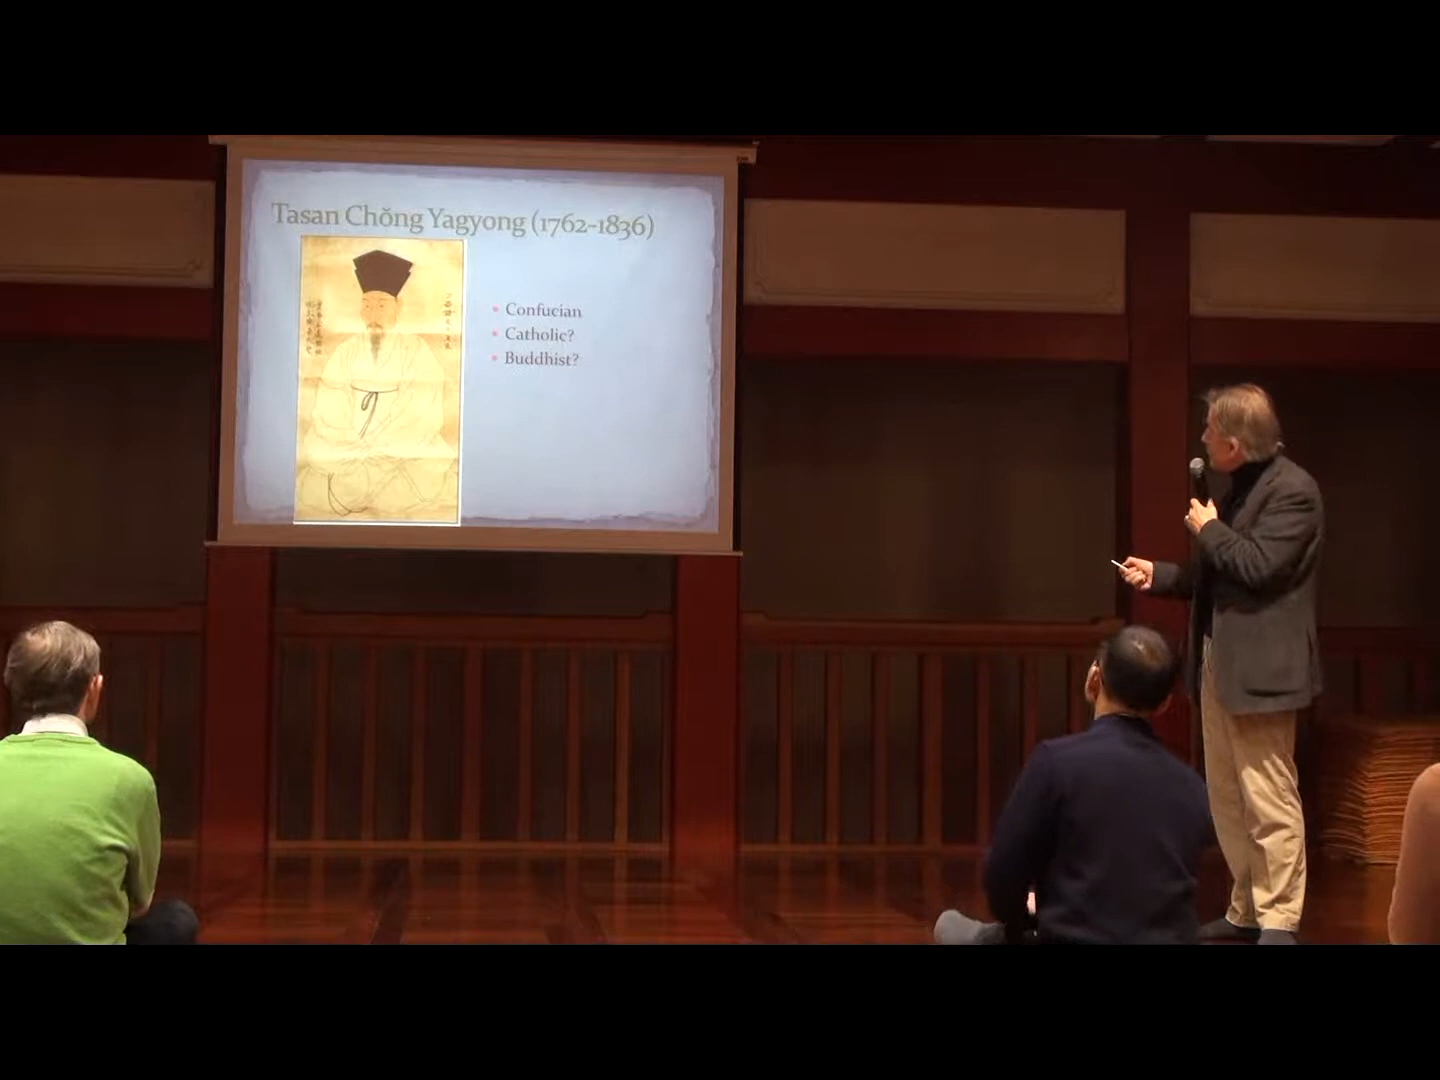 Tasan Chŏng Yagyong (1762-1836)
• Confucian
• Catholic?
• Buddhist?